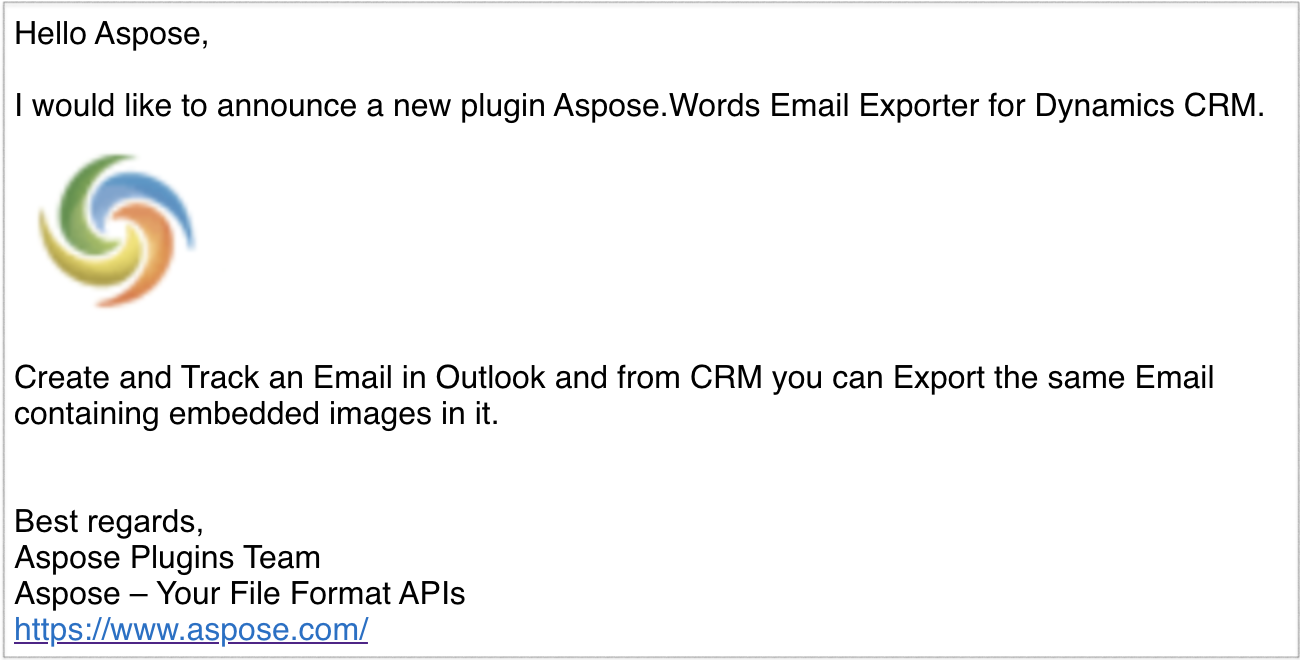 Hello Aspose,
I would like to announce a new plugin Aspose.Words Email Exporter for Dynamics CRM.
Create and Track an Email in Outlook and from CRM you can Export the same Email
containing embedded images in it.
Best regards,
Aspose Plugins Team
Aspose – Your File Format APIs
https://www.aspose.com/